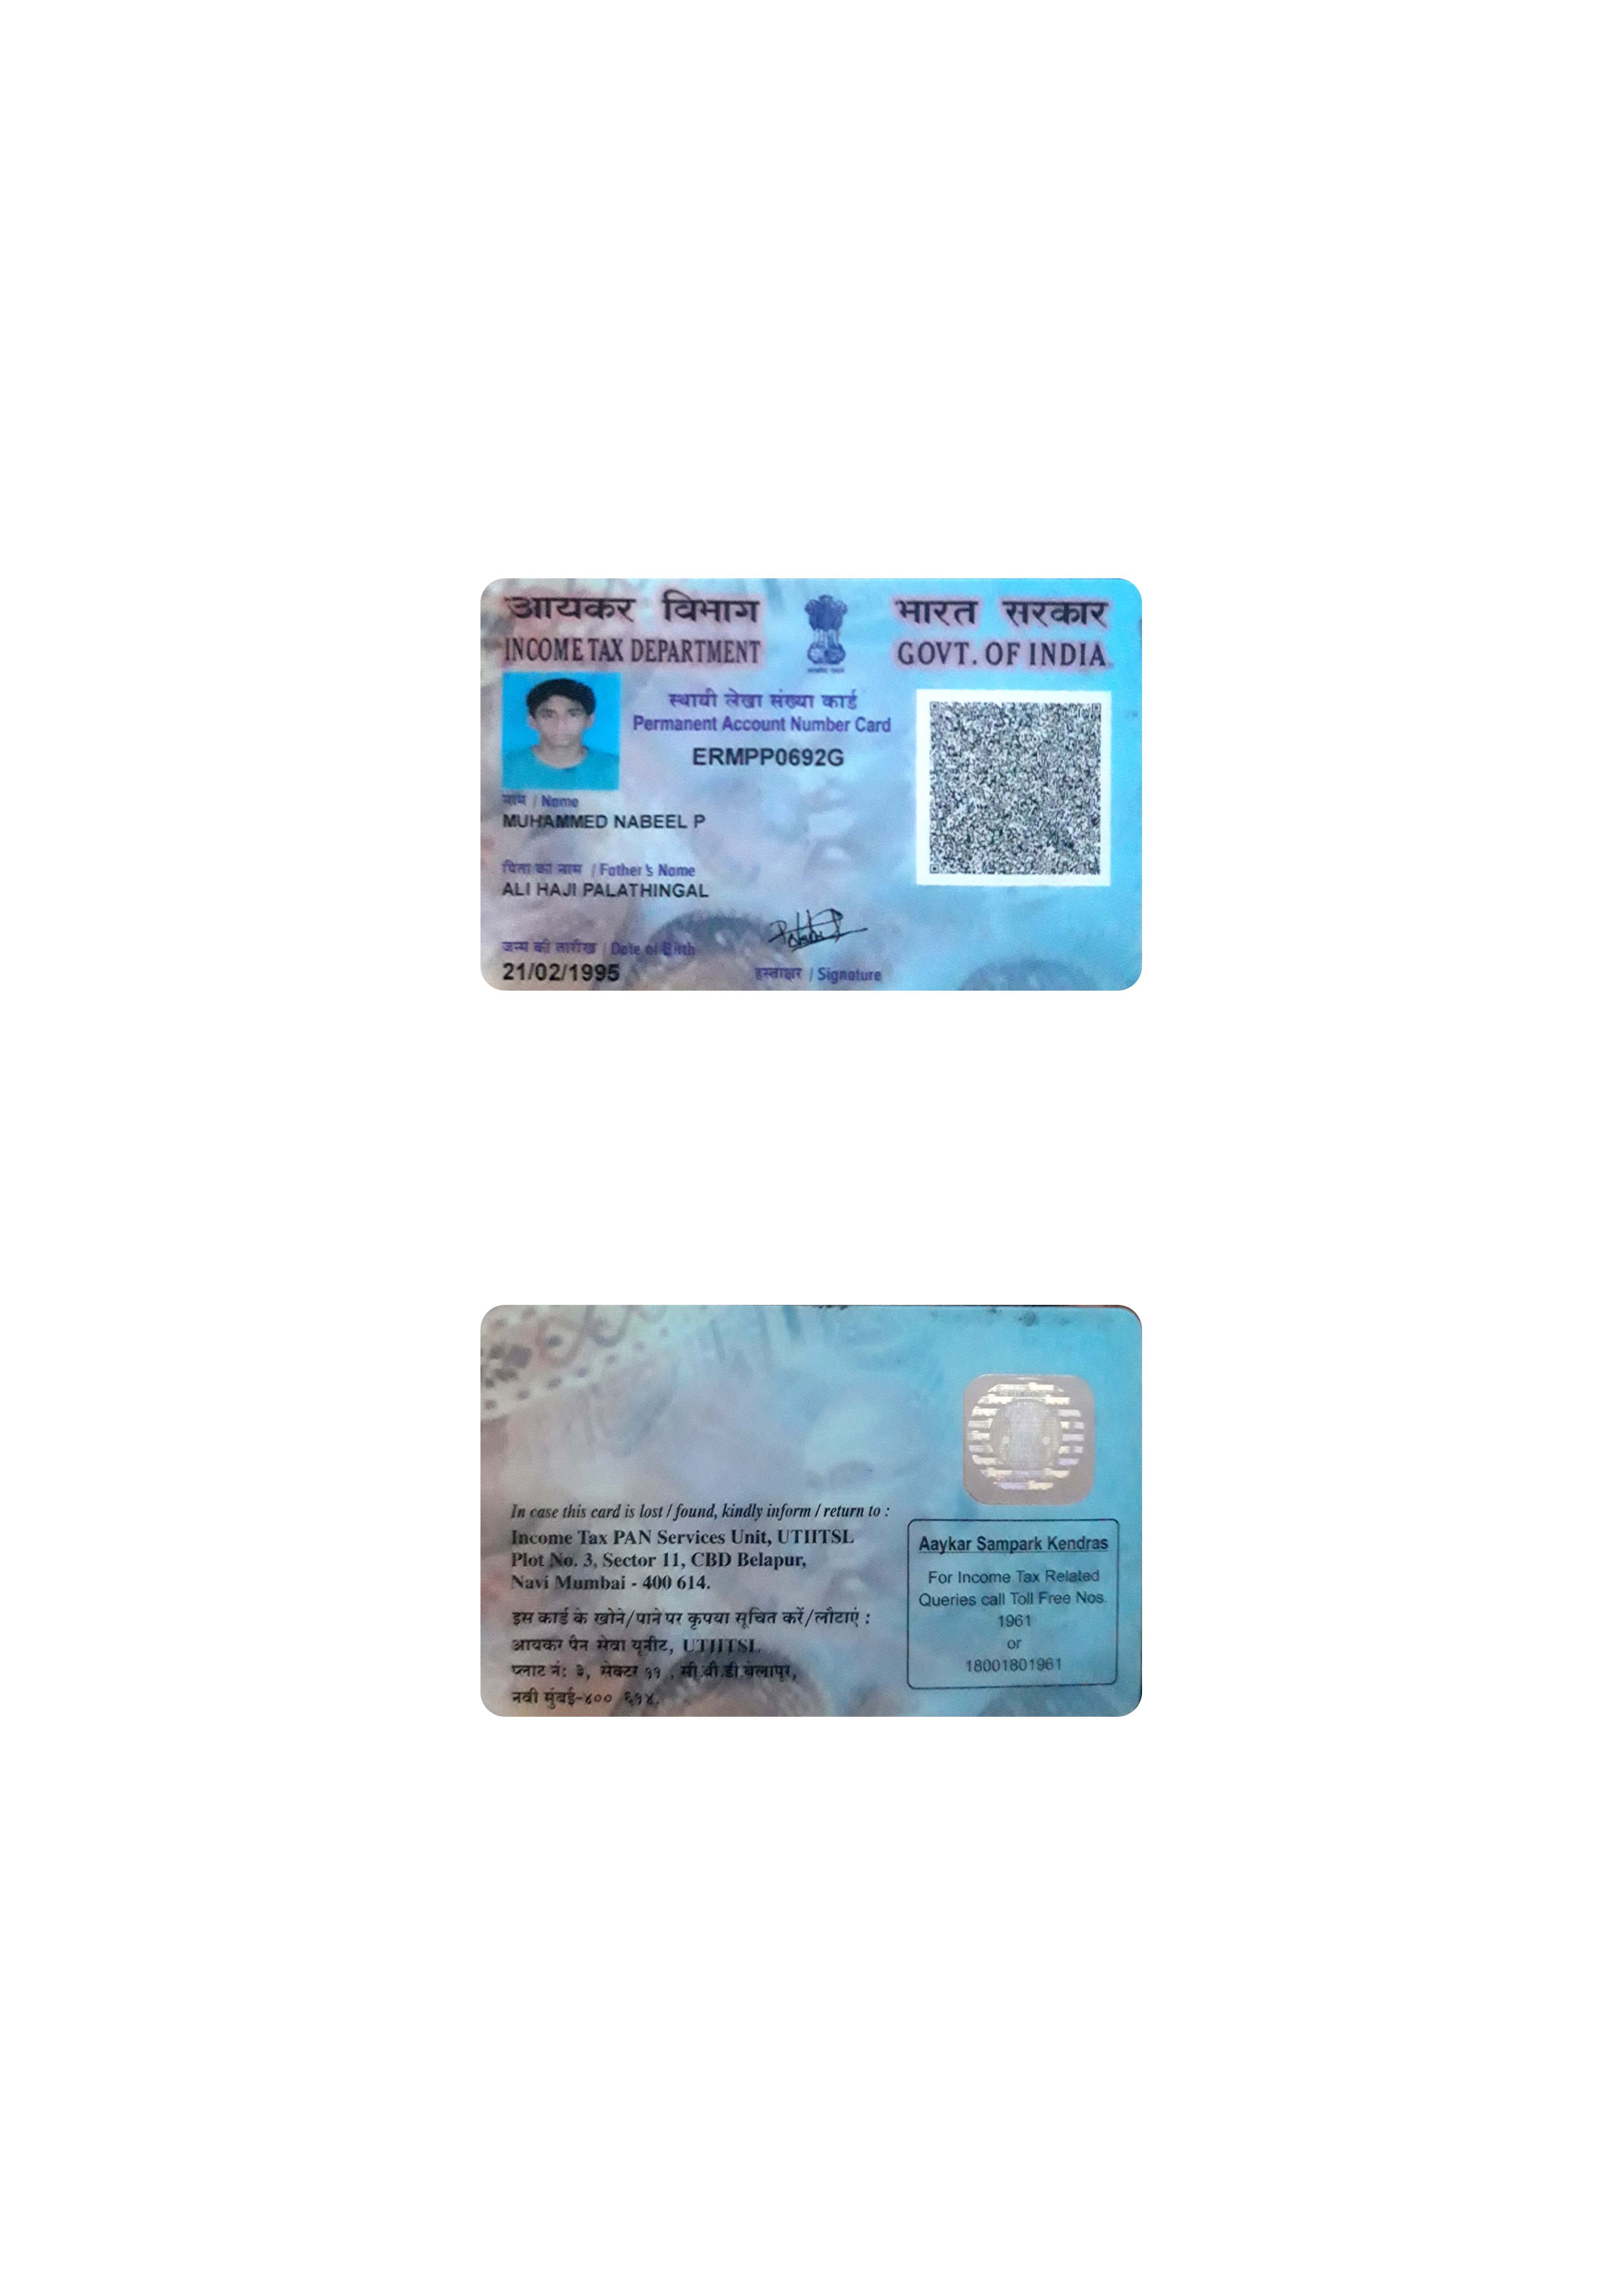 आयकर विभाग
INCOME TAX DEPARTMENT
भारत सरकार
GOVT. OF INDIA
स्थायी लेखा संख्या कार्ड
Permanent Account Number Card
ERMPP0692G
नाम / Name
MUHAMMED NABEEL P
पिता का नाम / Father's Name
ALI HAJI PALATHINGAL
जन्म की तारीख / Date of Birth
21/02/1995
हस्ताक्षर / Signature
In case this card is lost / found, kindly inform / return to :
Income Tax PAN Services Unit, UTIITSL
Plot No. 3, Sector 11, CBD Belapur,
Navi Mumbai - 400 614.
इस कार्ड के खोने/पाने पर कृपया सूचित करें/लौटाएं :
आयकर पैन सेवा यूनीट, UTIITSL
प्लाट नं: ३, सेक्टर ११ , सी.बी.डी.बेलापूर,
नवी मुंबई-४०० ६१४.
Aaykar Sampark Kendras
For Income Tax Related
Queries call Toll Free Nos.
1961
or
18001801961